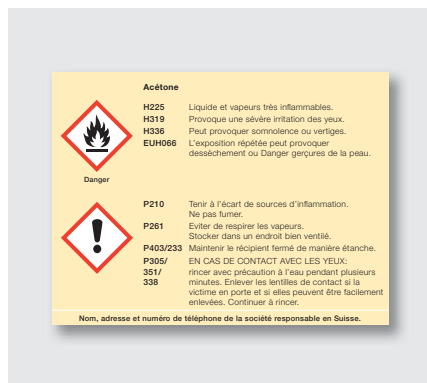 Acétone
H225 Liquide et vapeurs très inflammables.
H319 Provoque une sévère irritation des yeux.
H336 Peut provoquer somnolence ou vertiges.
EUH066 L'exposition répétée peut provoquer
dessèchement ou Danger gerçures de la peau.
Danger
P210 Tenir à l'écart de sources d'inflammation.
Ne pas fumer.
P261 Eviter de respirer les vapeurs.
Stocker dans un endroit bien ventilé.
P403/233 Maintenir le récipient fermé de manière étanche.
P305/ EN CAS DE CONTACT AVEC LES YEUX:
351/ rincer avec précaution à l'eau pendant plusieurs
338 minutes. Enlever les lentilles de contact si la
victime en porte et si elles peuvent être facilement
enlevées. Continuer à rincer.
Nom, adresse et numéro de téléphone de la société responsable en Suisse.